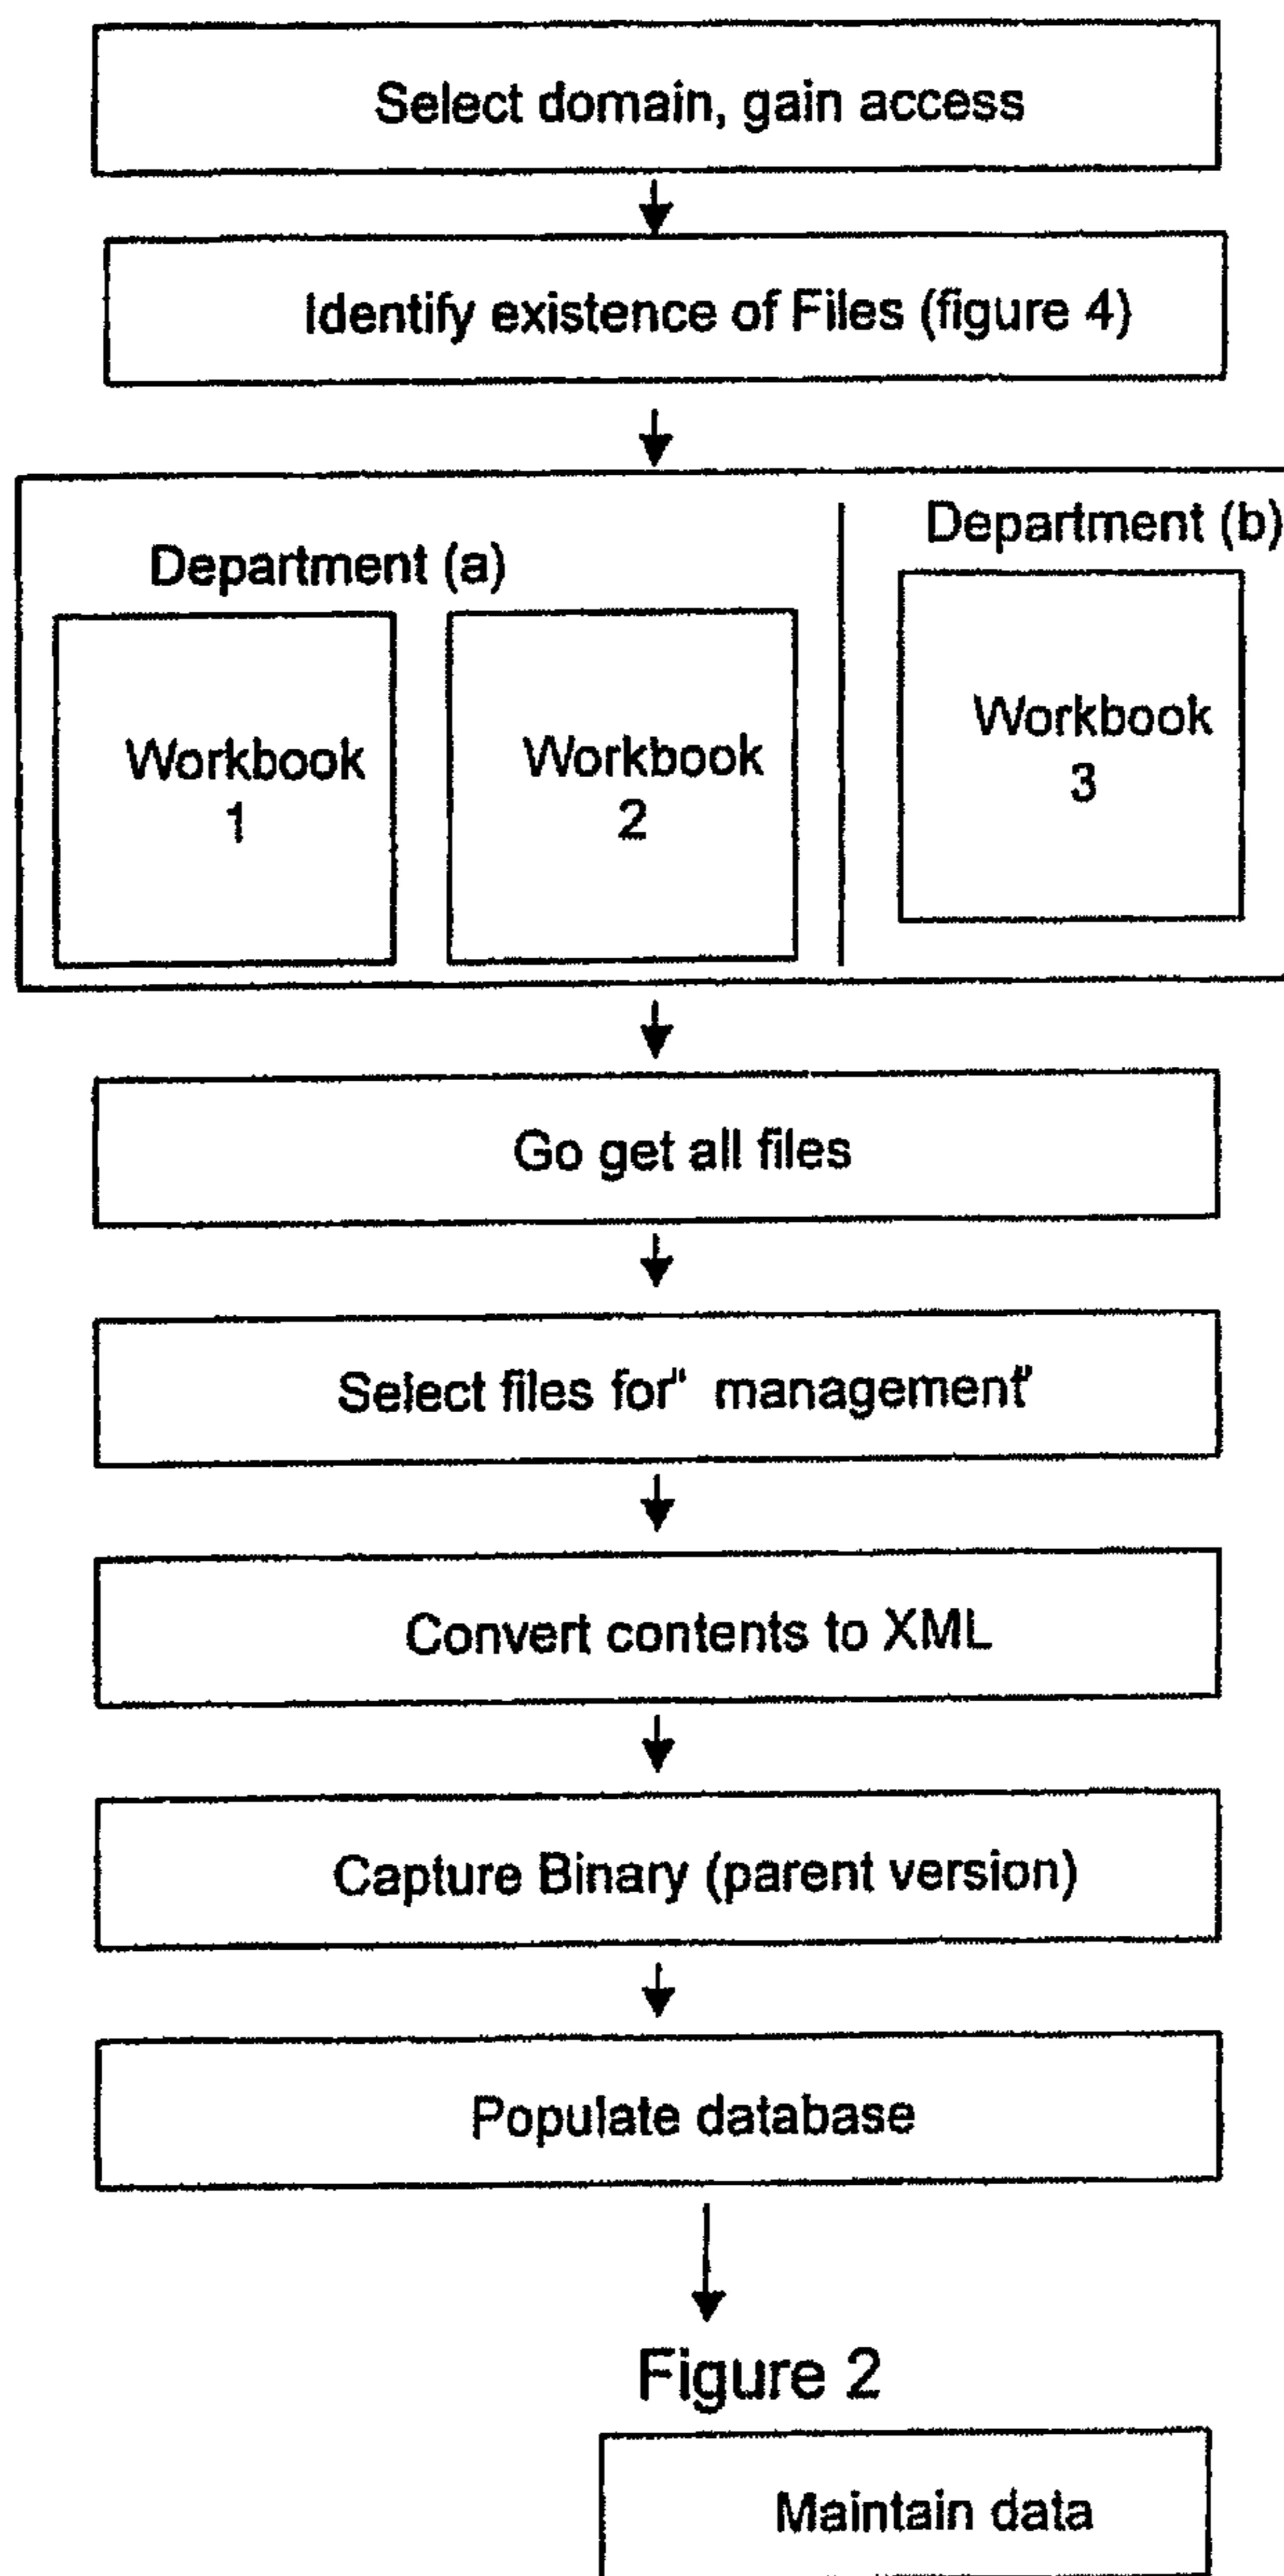 Select domain, gain access
Identify existence of Files (figure 4)
Department (a)
Department (b)
Workbook
1
Workbook
2
Workbook
3
Go get all files
Select files for" management"
Convert contents to XML
Capture Binary (parent version)
Populate database
Figure 2
Maintain data